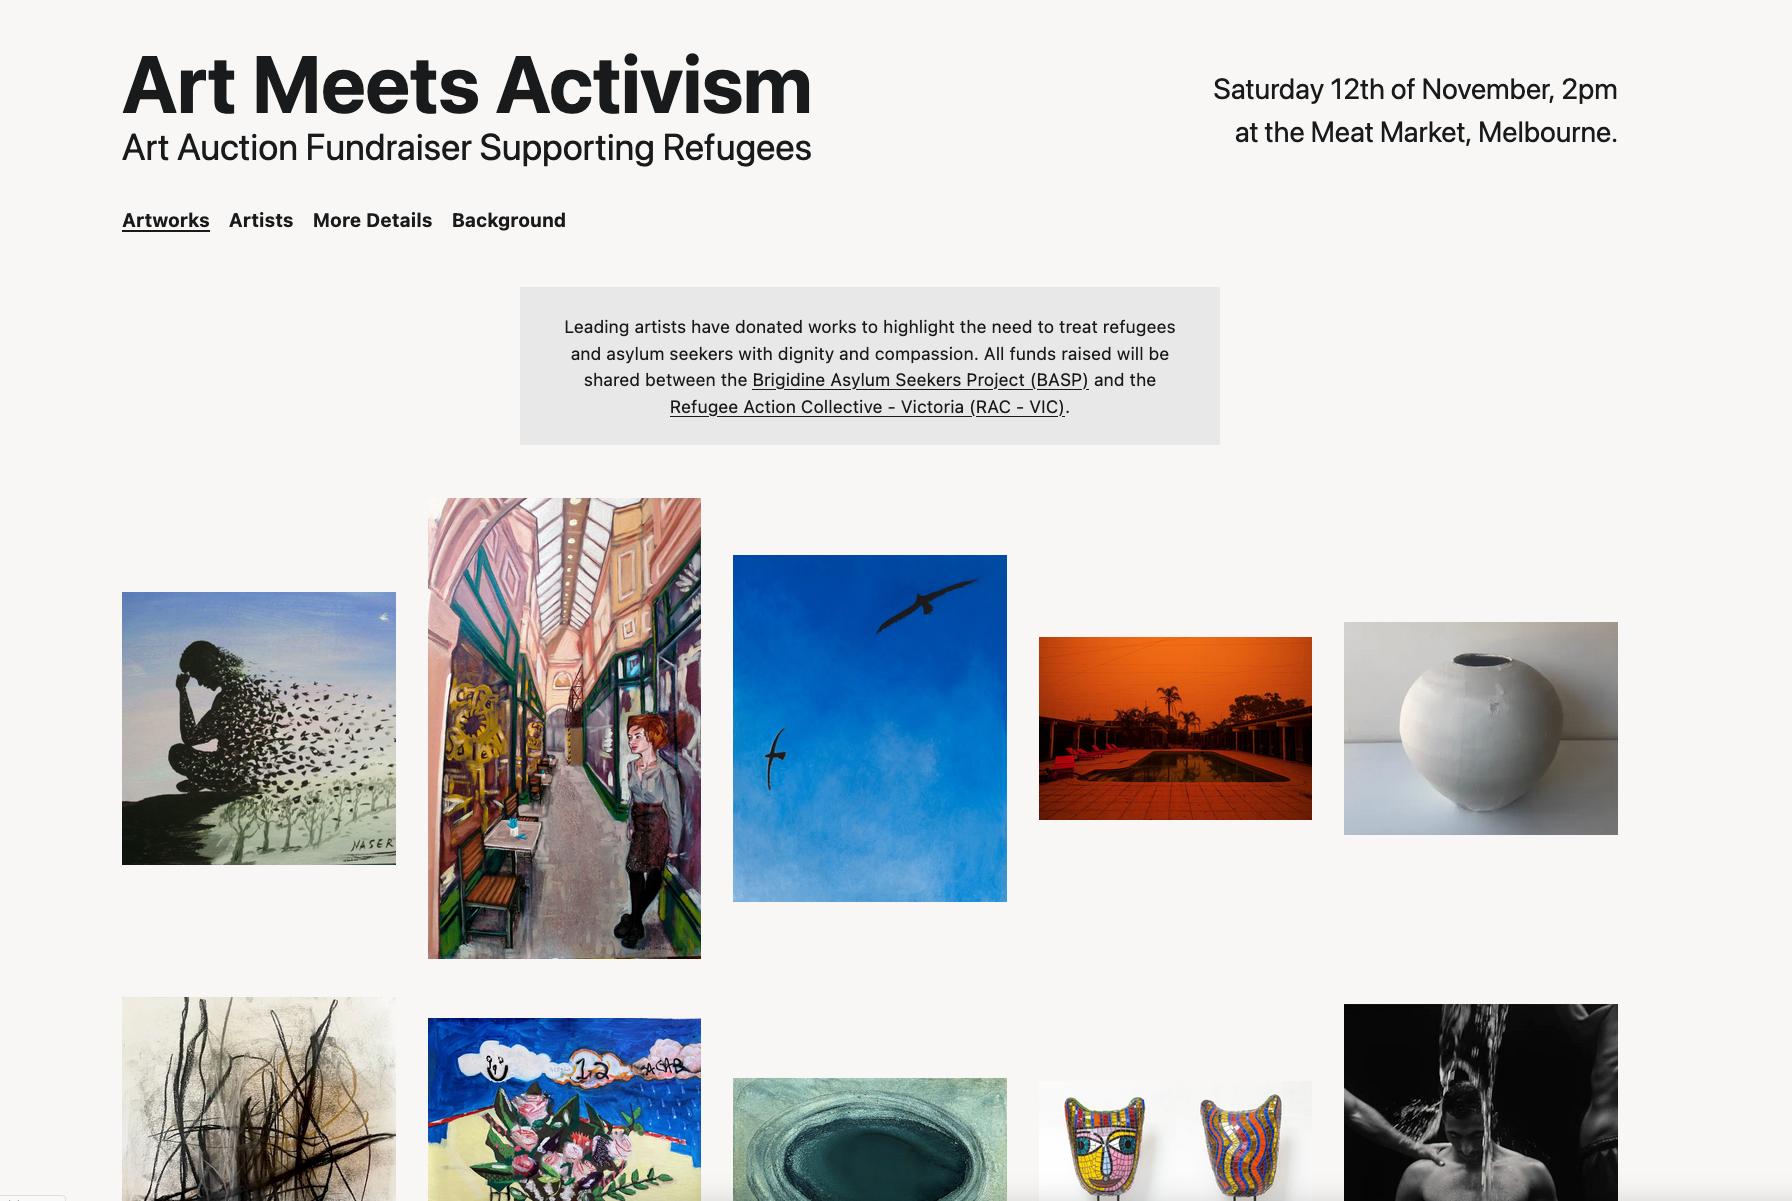 Art Meets Activism
Art Auction Fundraiser Supporting Refugees
Saturday 12th of November, 2pm
at the Meat Market, Melbourne.
Artworks Artists More Details Background
Leading artists have donated works to highlight the need to treat refugees
and asylum seekers with dignity and compassion. All funds raised will be
shared between the Brigidine Asylum Seekers Project (BASP) and the
Refugee Action Collective - Victoria (RAC - VIC).
NASER
12
ACAB